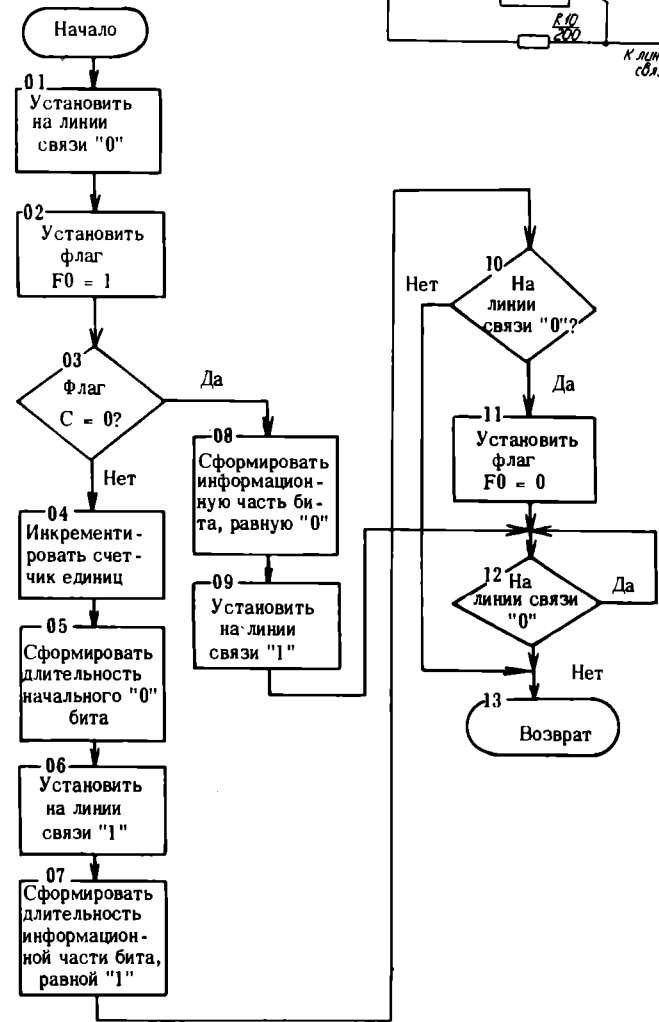 Начало
01
Установить
на линии
связи "0"
02
Установить
флаг
F0 = 1
03
Флаг
C = 0?
Да
Нет
04
Инкременти-
ровать счет-
чик единиц
05
Сформировать
длительность
начального "0"
бита
06
Установить
на линии
связи "1"
07
Сформировать
длительность
информацион-
ной части бита,
равной "1"
08
Сформировать
информацион-
ную часть би-
та, равную "0"
09
Установить
на линии
связи "1"
R10
200
К
10
На
линии
связи "0"?
Нет
Да
11
Установить
флаг
F0 = 0
12
На
линии связи
"0"
Да
Нет
13
Возврат